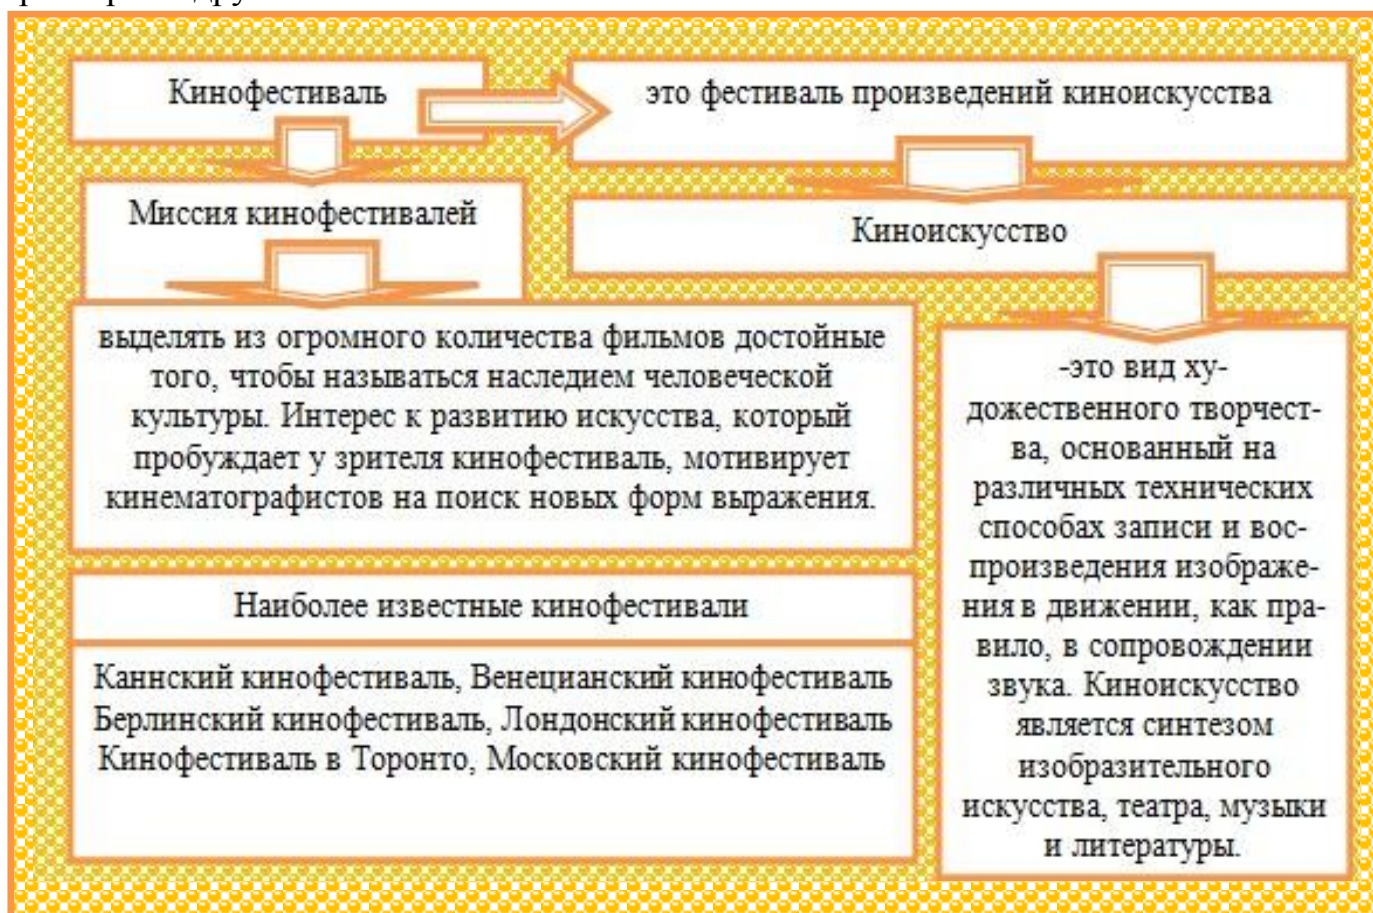 Кинофестиваль
это фестиваль произведений киноискусства
Миссия кинофестивалей
Киноискусство
выделять из огромного количества фильмов достойные
того, чтобы называться наследием человеческой
культуры. Интерес к развитию искусства, который
пробуждает у зрителя кинофестиваль, мотивирует
кинематографистов на поиск новых форм выражения.
-это вид ху-
дожественного творчест-
ва, основанный на
различных технических
способах записи и вос-
произведения изображе-
ния в движении, как пра-
вило, в сопровождении
звука. Киноискусство
является синтезом
изобразительного
искусства, театра, музыки
и литературы.
Наиболее известные кинофестивали
Каннский кинофестиваль, Венецианский кинофестиваль
Берлинский кинофестиваль, Лондонский кинофестиваль
Кинофестиваль в Торонто, Московский кинофестиваль